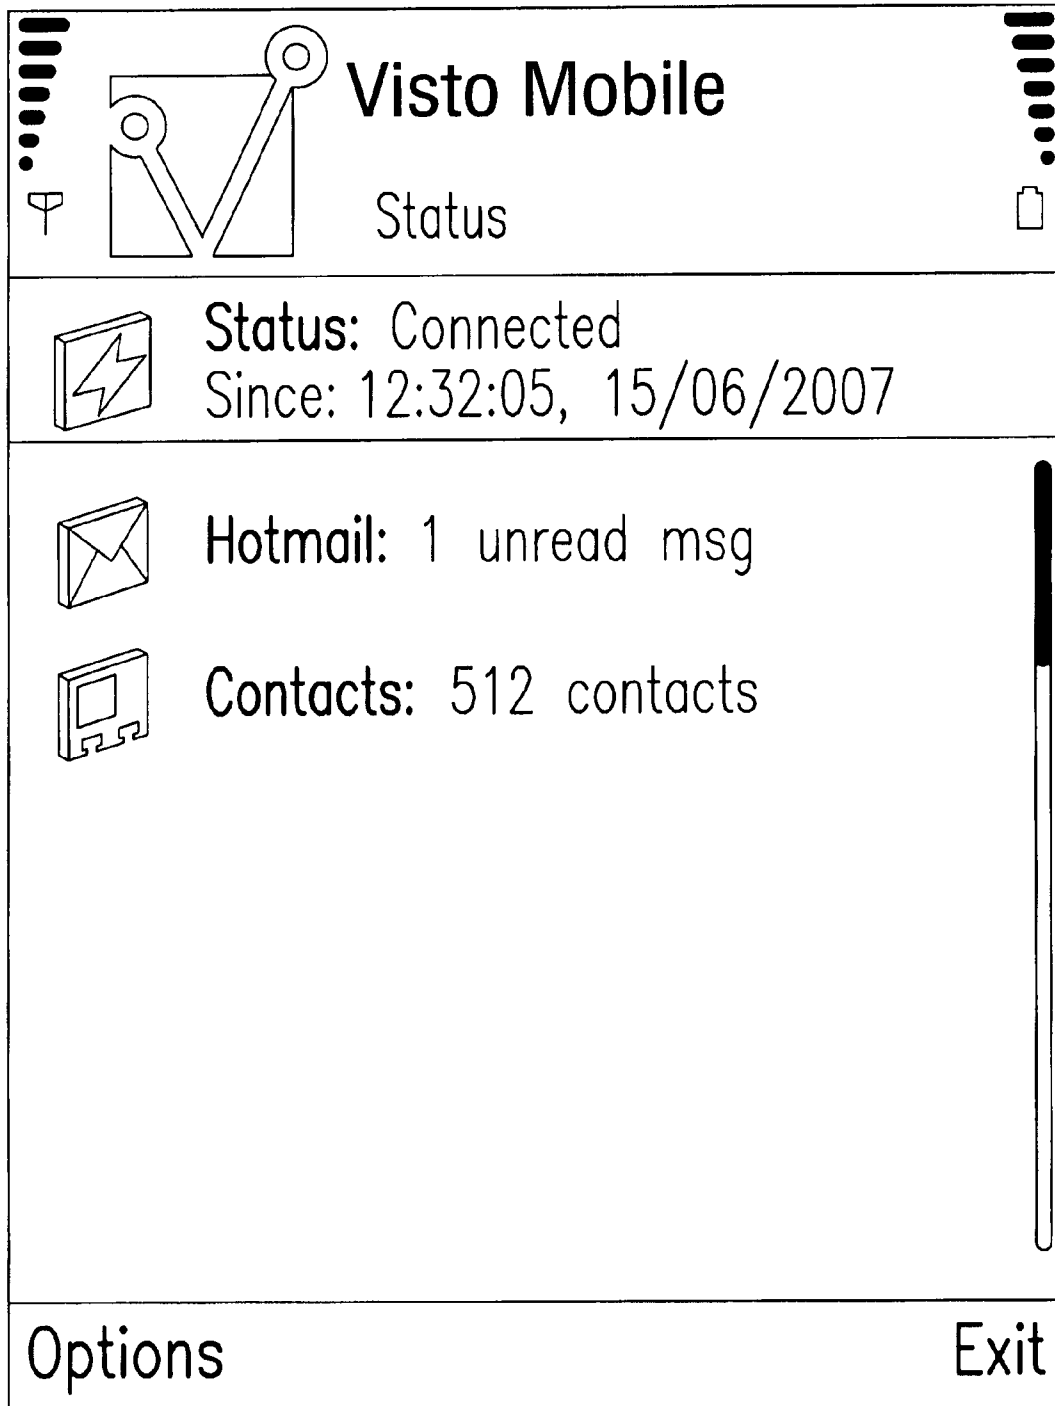 Visto Mobile
Status
Status: Connected
Since: 12:32:05, 15/06/2007
Hotmail: 1 unread msg
Contacts: 512 contacts
Options Exit